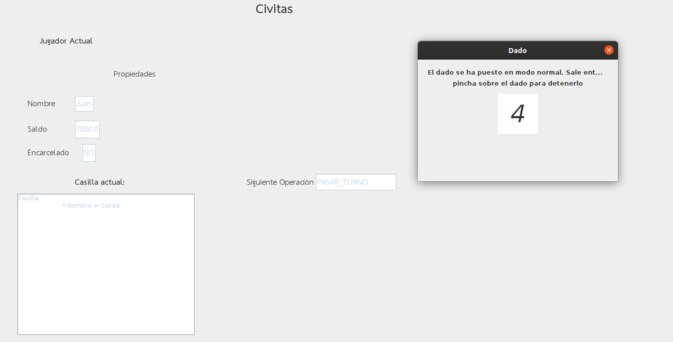 Civitas
Jugador Actual
Propiedades
Nombre Juan
Saldo 7500.0
Encarcelado NO
Casilla actual:
Casilla:
* Nombre = Salida
Siguiente Operación PASAR_TURNO
Dado
El dado se ha puesto en modo normal. Sale ent...
pincha sobre el dado para detenerlo
4